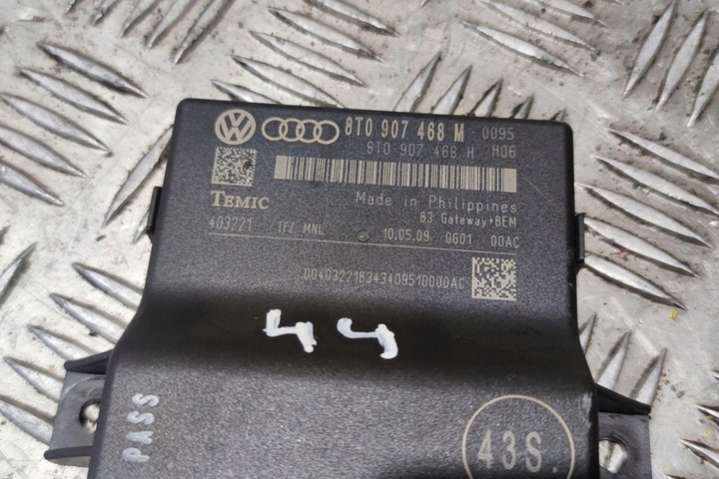 8T0 907 468 M 0095
8T0 907 468 H H06
TEMIC
Made in Philippines
B3 Gateway+BEM
403221 TFZ MNL 10.05.09 0601 00AC
004032216343409510000AC
44
PASS
43S.